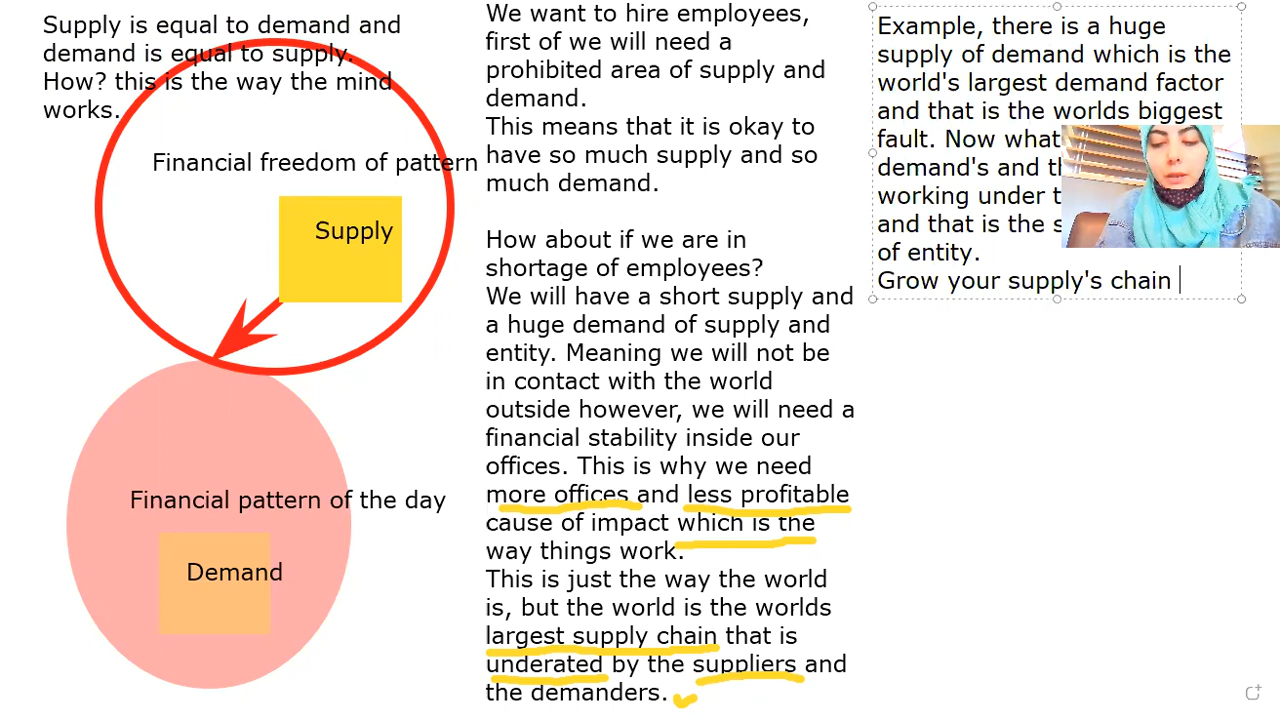 Supply is equal to demand and
demand is equal to supply.
How? this is the way the mind
works.
Financial freedom of pattern
Supply
Financial pattern of the day
Demand
We want to hire employees,
first of we will need a
prohibited area of supply and
demand.
This means that it is okay to
have so much supply and so
much demand.
How about if we are in
shortage of employees?
We will have a short supply and
a huge demand of supply and
entity. Meaning we will not be
in contact with the world
outside however, we will need a
financial stability inside our
offices. This is why we need
more offices and less profitable
cause of impact which is the
way things work.
This is just the way the world
is, but the world is the worlds
largest supply chain that is
underated by the suppliers and
the demanders.
Example, there is a huge
supply of demand which is the
world's largest demand factor
and that is the worlds biggest
fault. Now what
demand's and
working under
and that is the
of entity.
Grow your supply's chain